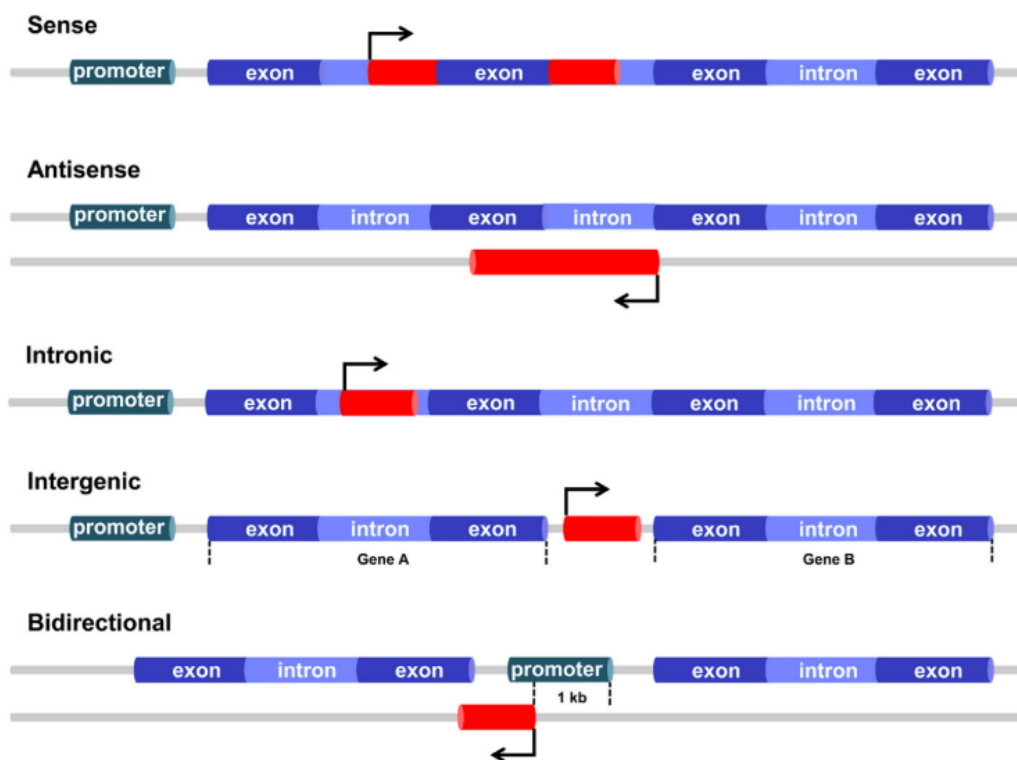 Sense
promoter exon exon exon intron exon
Antisense
promoter exon intron exon intron exon intron exon
Intronic
promoter exon exon intron exon intron exon
Intergenic
promoter exon intron exon exon intron exon
Gene A Gene B
Bidirectional
exon intron exon promoter exon intron exon
1 kb